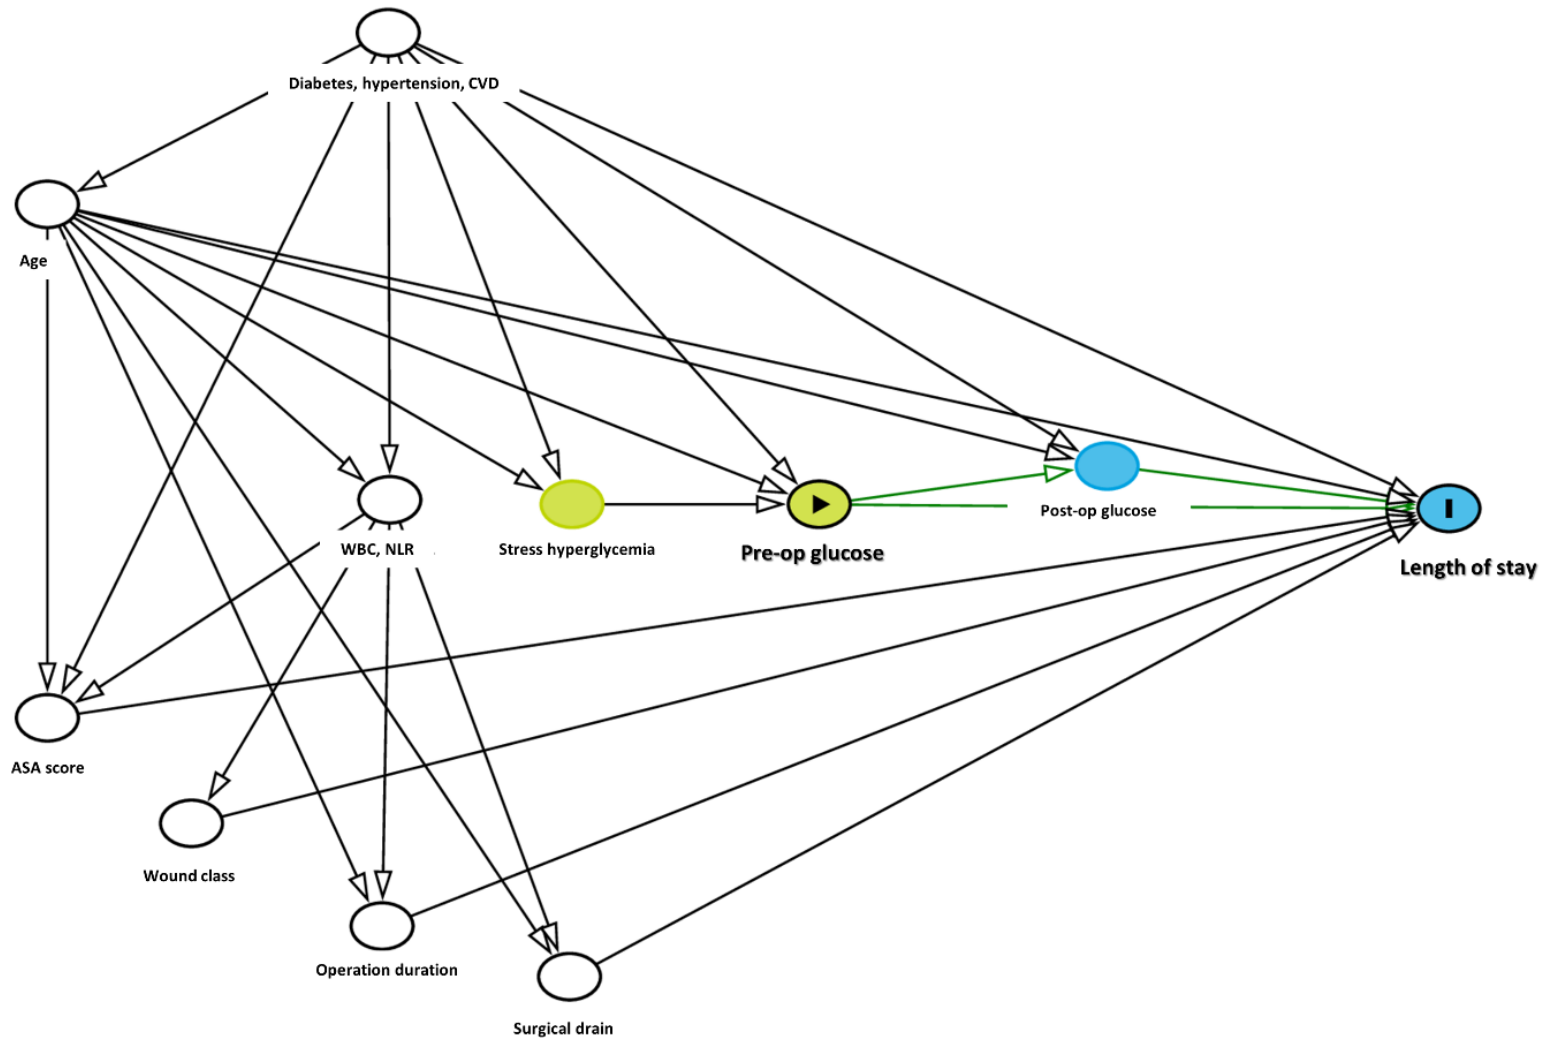 Diabetes, hypertension, CVD
Age
Post-op glucose
WBC, NLR
Stress hyperglycemia
Pre-op glucose
Length of stay
ASA score
Wound class
Operation duration
Surgical drain